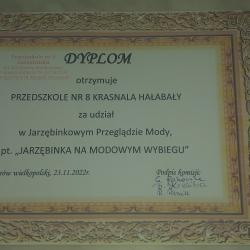 DYPLOM
otrzymuje
PRZEDSZKOLE NR 8 KRASNALA HAŁABAŁY
za udział
w Jarzębinkowym Przeglądzie Mody,
pt. „JARZĘBINKA NA MODOWYM WYBIEGU”
wielkopolski, 23.11.2022r.
Podpis komisji: